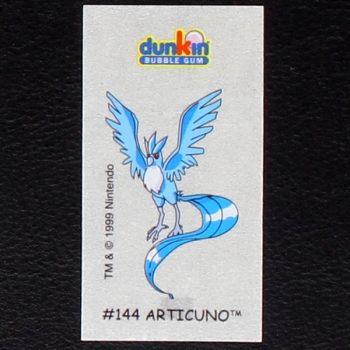 dunkin
BUBBLE GUM
TM & © 1999 Nintendo
#144 ARTICUNO™